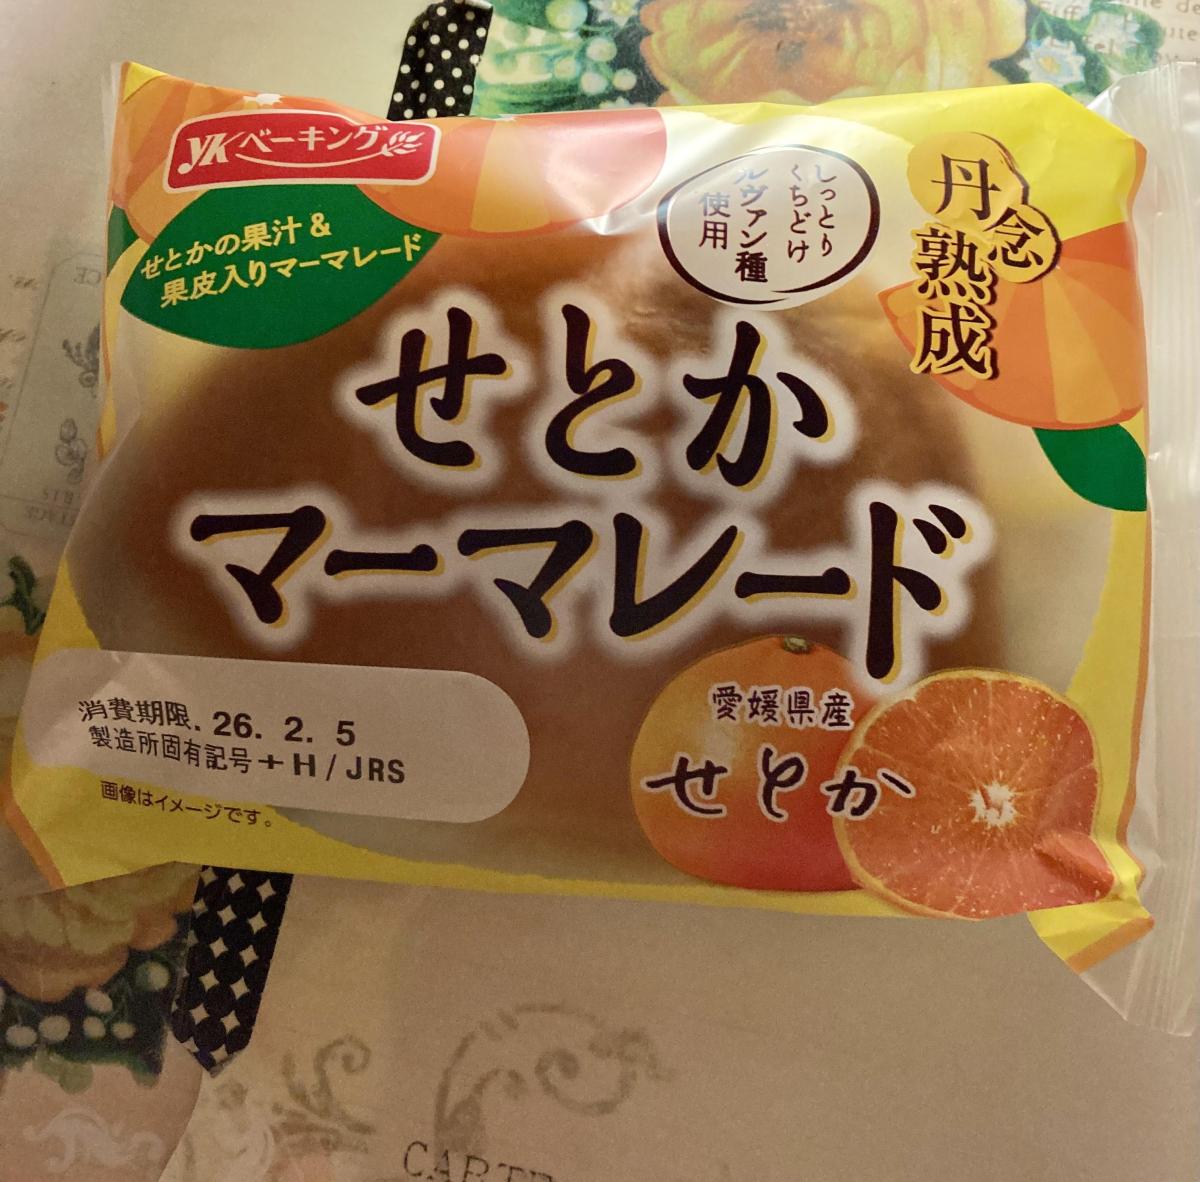 YKベーキング
せとかの果汁&
果皮入りマーマレード
しっとり
くちどけ
ルヴァン種
使用
丹念
熟成
せとか
マーマレード
愛媛県産
せとか
消費期限. 26. 2. 5
製造所固有記号+H/JRS
画像はイメージです。